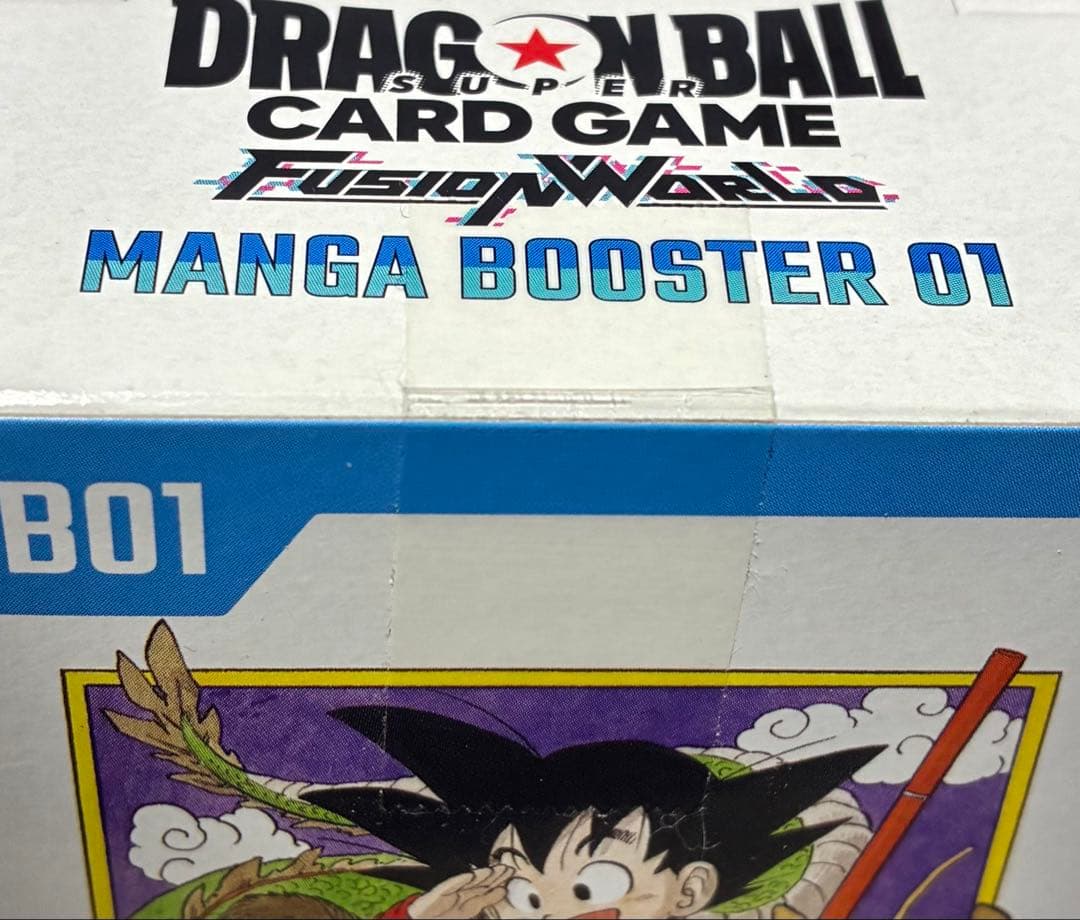 DRAGON BALL
SUPER
CARD GAME
FUSION WORLD
MANGA BOOSTER 01
B01